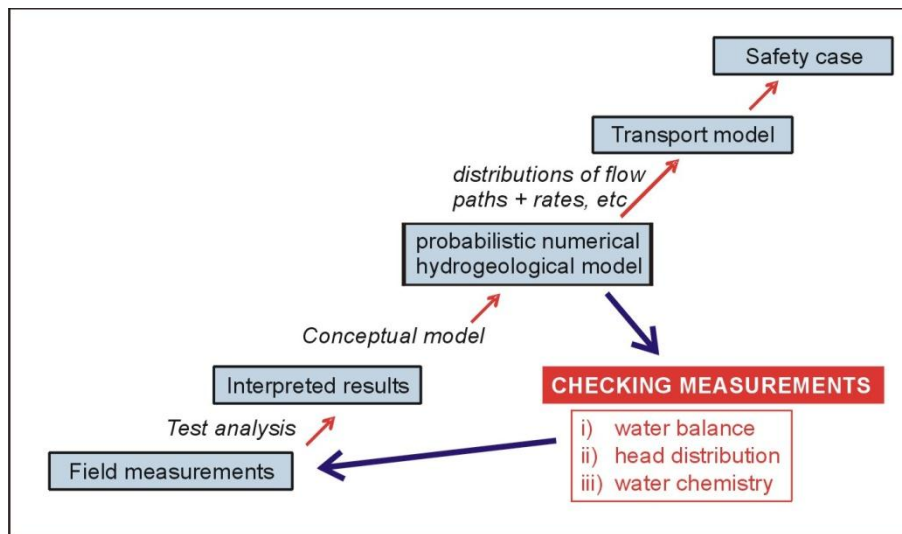 Safety case
Transport model
distributions of flow
paths + rates, etc
probabilistic numerical
hydrogeological model
Conceptual model
Interpreted results
CHECKING MEASUREMENTS
Test analysis
i) water balance
ii) head distribution
iii) water chemistry
Field measurements